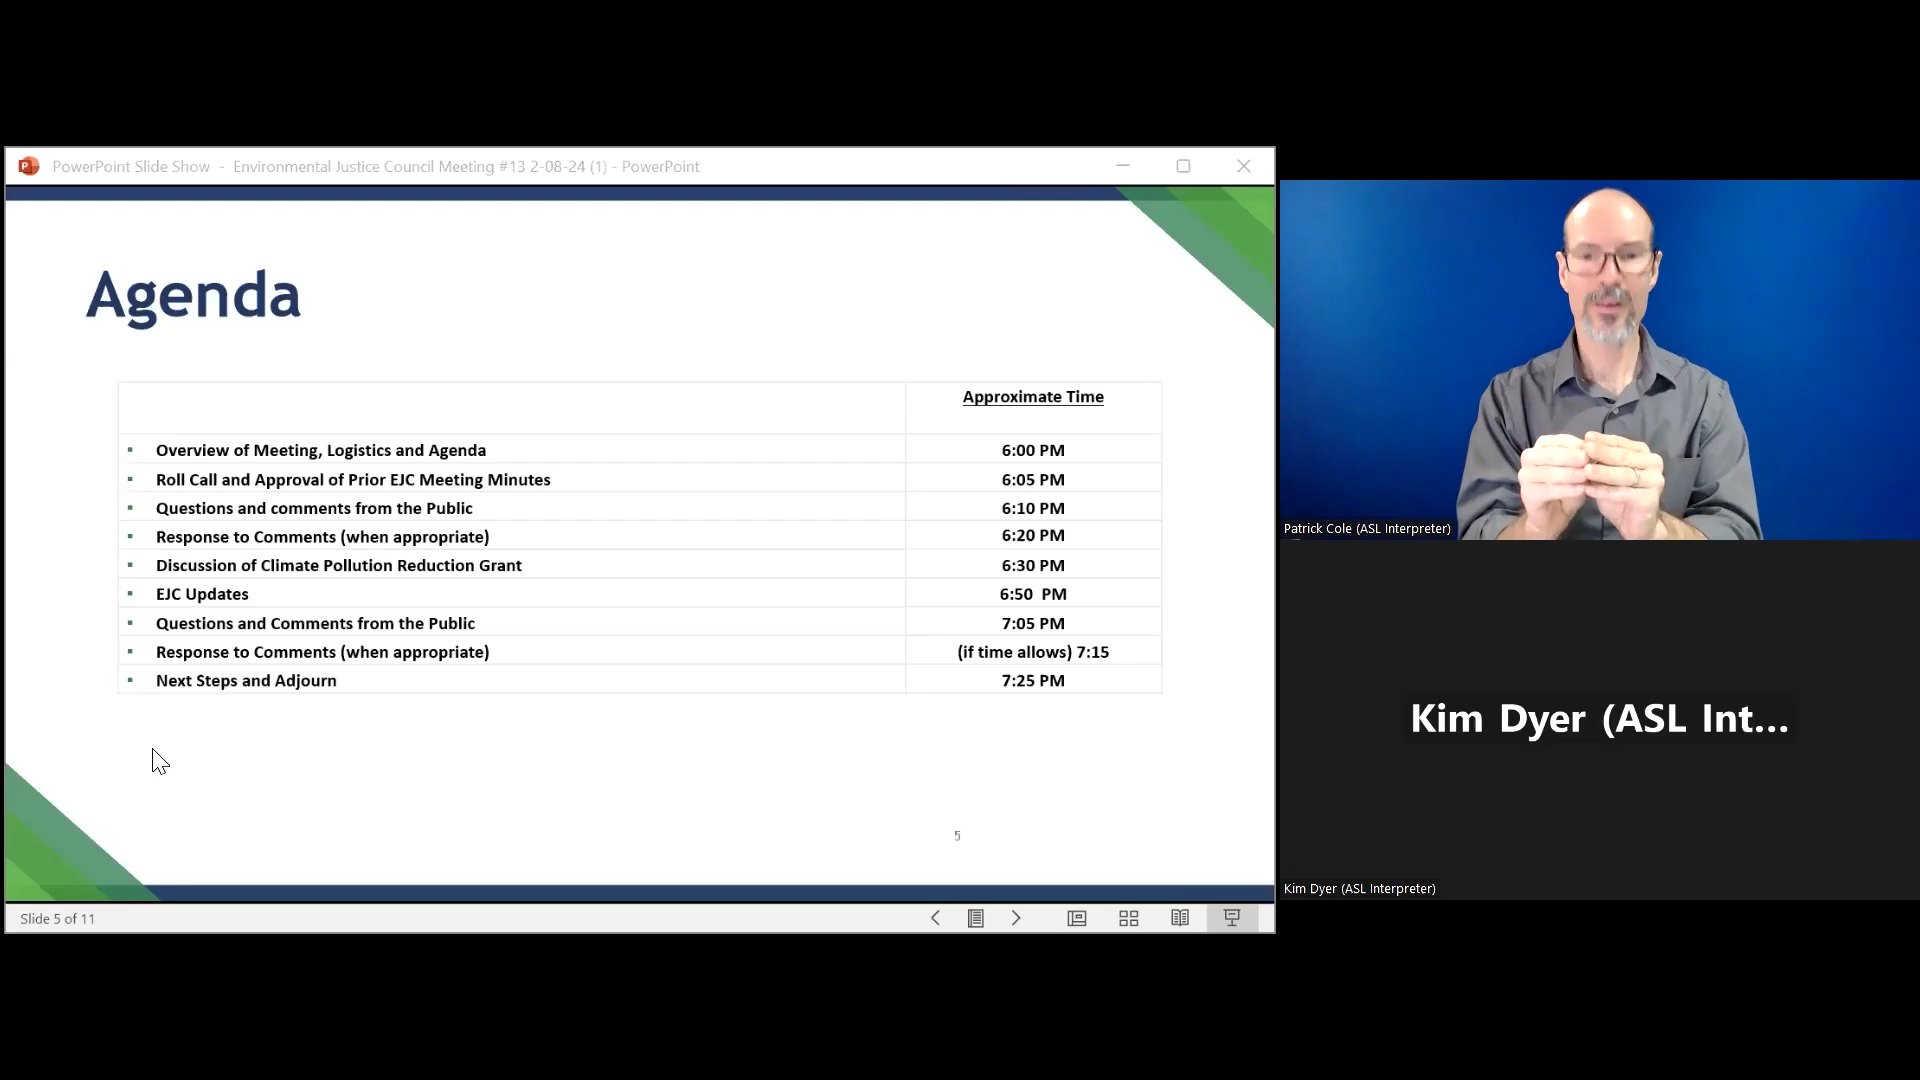 PowerPoint Slide Show - Environmental Justice Council Meeting #13 2-08-24 (1) - PowerPoint
Agenda
Approximate Time
▪ Overview of Meeting, Logistics and Agenda 6:00 PM
▪ Roll Call and Approval of Prior EJC Meeting Minutes 6:05 PM
▪ Questions and comments from the Public 6:10 PM
▪ Response to Comments (when appropriate) 6:20 PM
▪ Discussion of Climate Pollution Reduction Grant 6:30 PM
▪ EJC Updates 6:50 PM
▪ Questions and Comments from the Public 7:05 PM
▪ Response to Comments (when appropriate) (if time allows) 7:15
▪ Next Steps and Adjourn 7:25 PM
5
Slide 5 of 11
Patrick Cole (ASL Interpreter)
Kim Dyer (ASL Int...
Kim Dyer (ASL Interpreter)